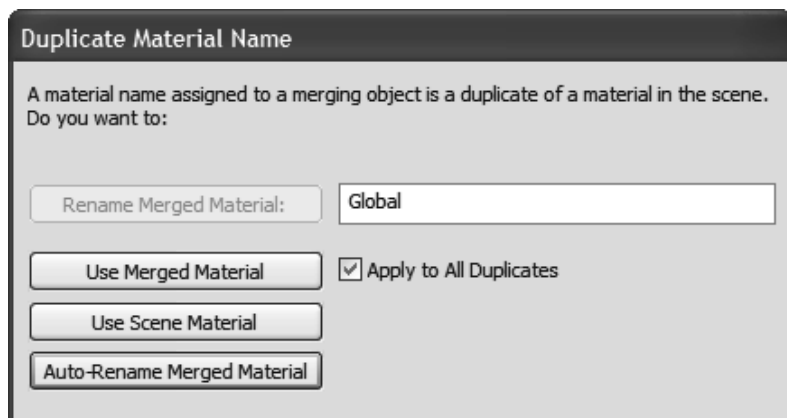 Duplicate Material Name
A material name assigned to a merging object is a duplicate of a material in the scene.
Do you want to:
Rename Merged Material:
Global
Use Merged Material
Apply to All Duplicates
Use Scene Material
Auto-Rename Merged Material